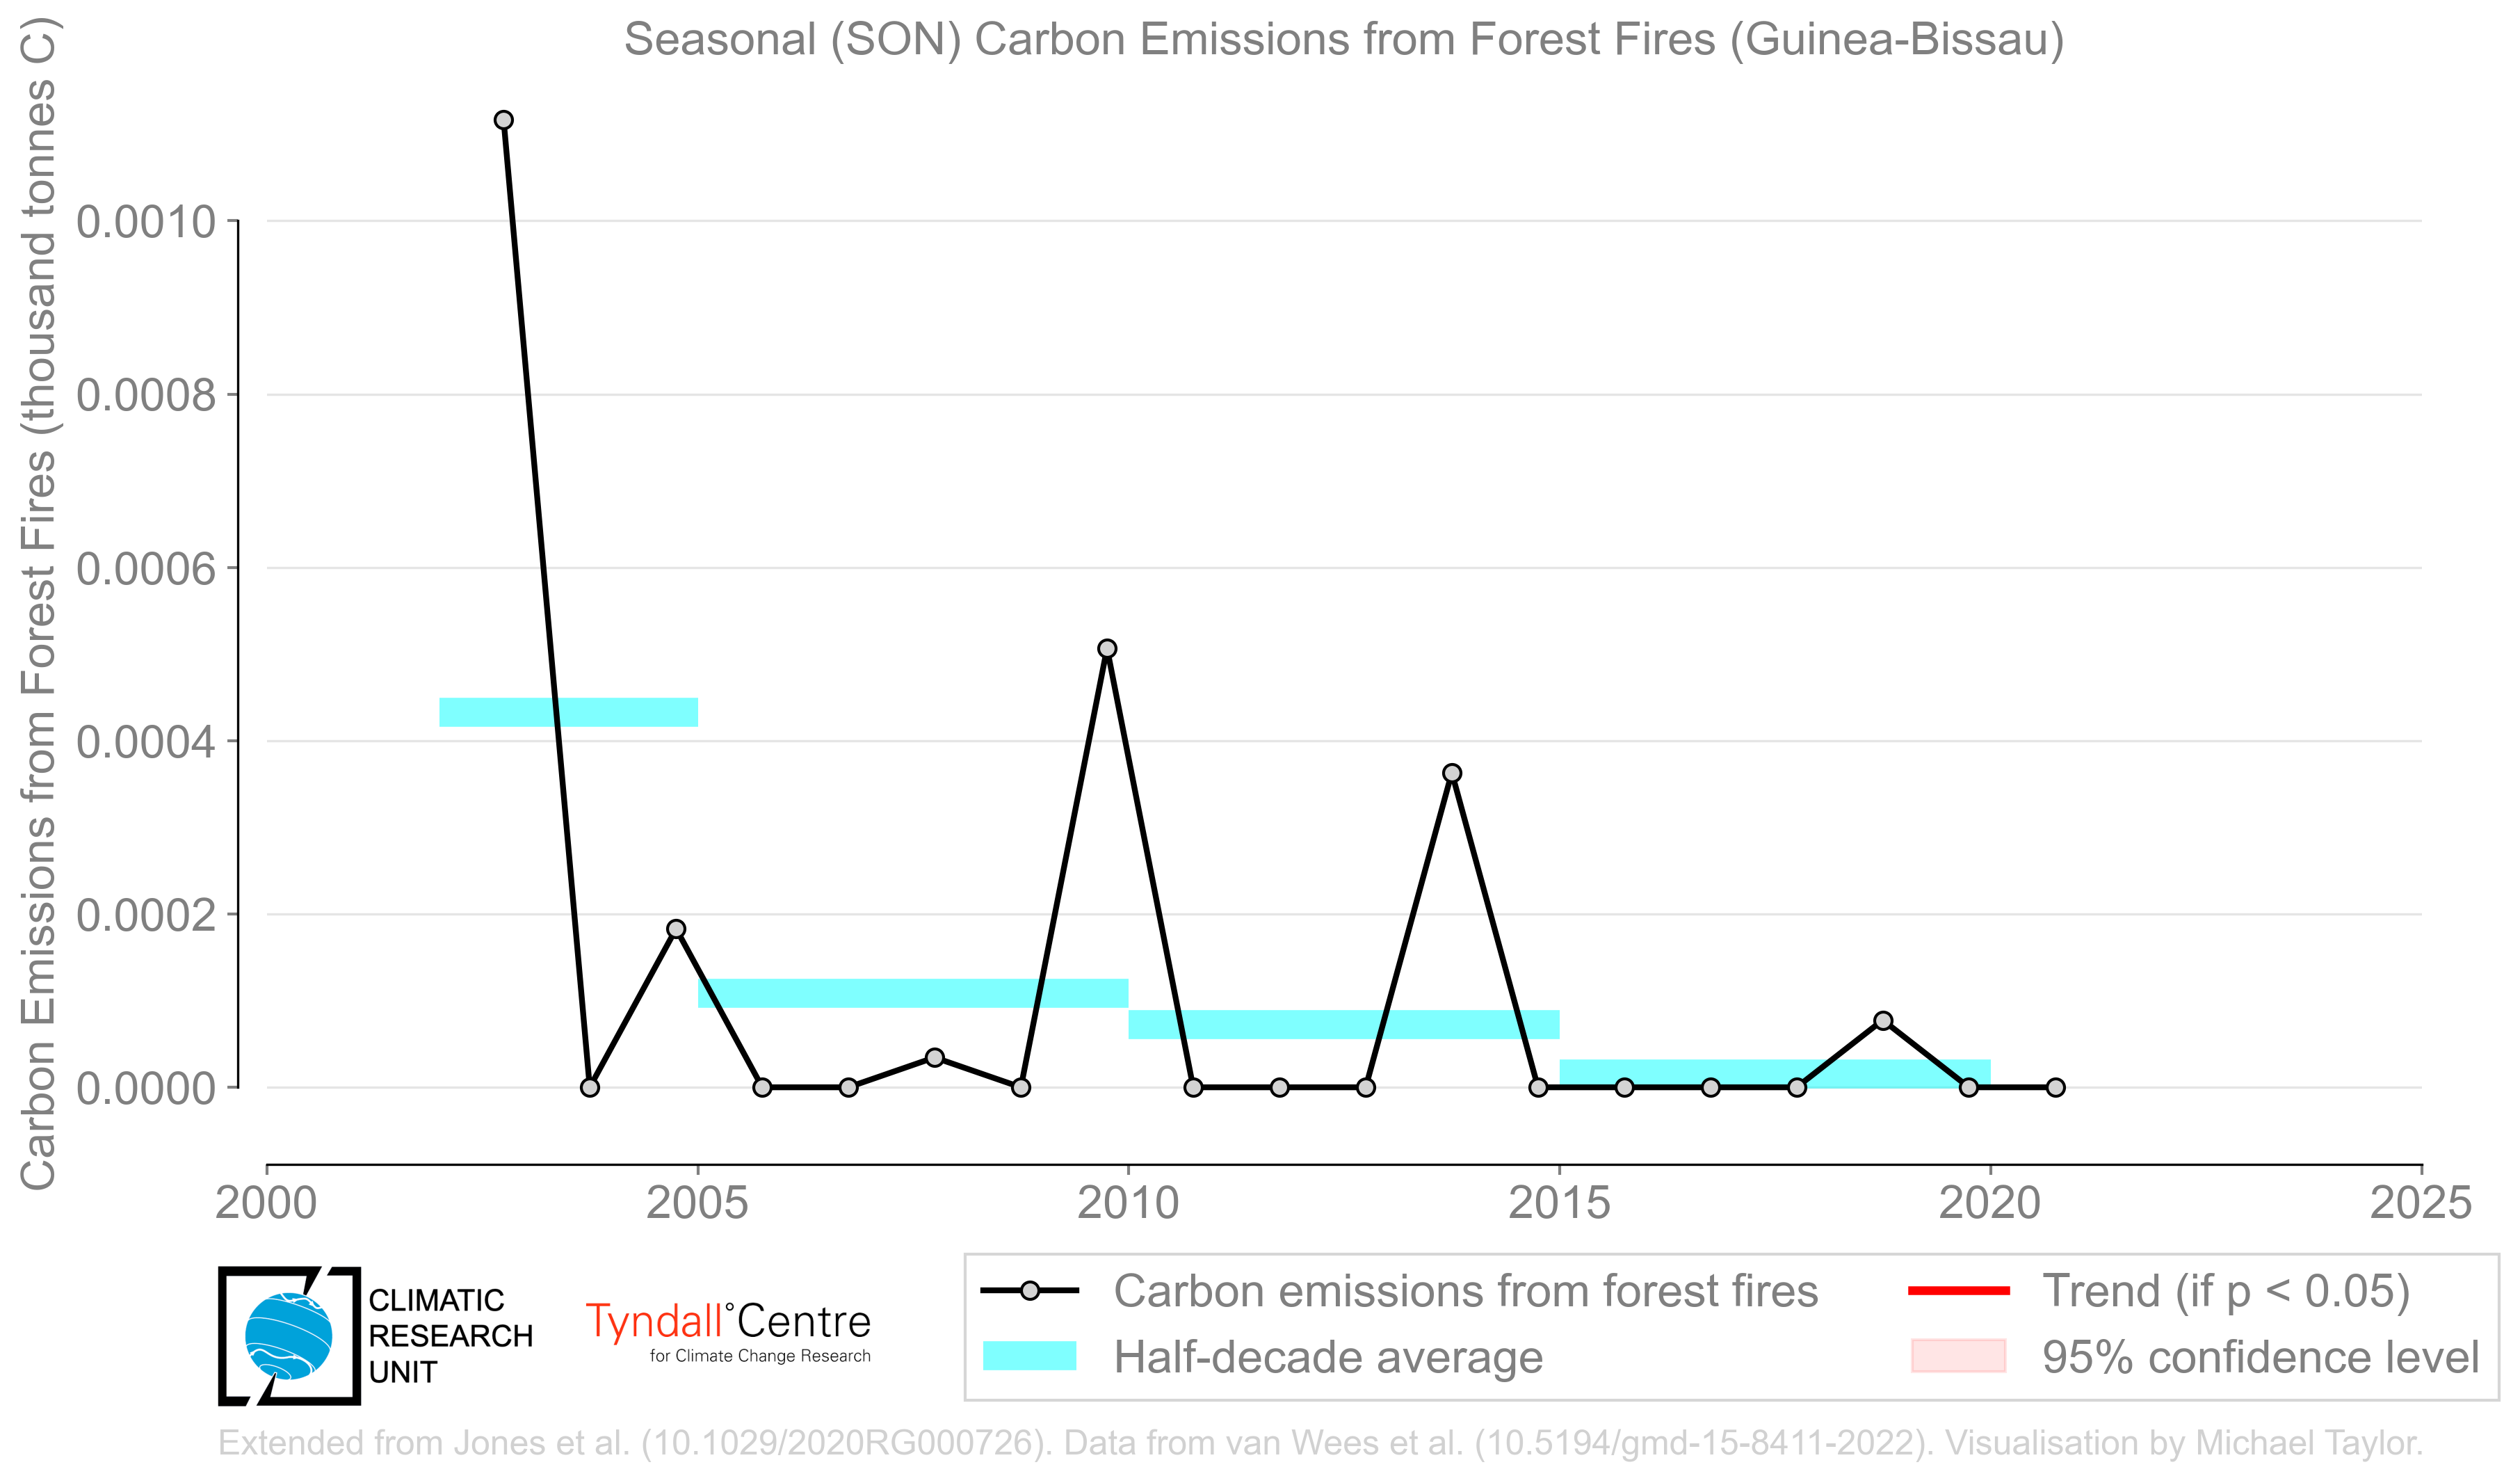 Seasonal (SON) Carbon Emissions from Forest Fires (Guinea-Bissau)
Carbon Emissions from Forest Fires (thousand tonnes C)
0.0010
0.0008
0.0006
0.0004
0.0002
0.0000
2000 2005 2010 2015 2020 2025
CLIMATIC
RESEARCH
UNIT
Tyndall°Centre
for Climate Change Research
Carbon emissions from forest fires
Half-decade average
Trend (if p < 0.05)
95% confidence level
Extended from Jones et al. (10.1029/2020RG000726). Data from van Wees et al. (10.5194/gmd-15-8411-2022). Visualisation by Michael Taylor.